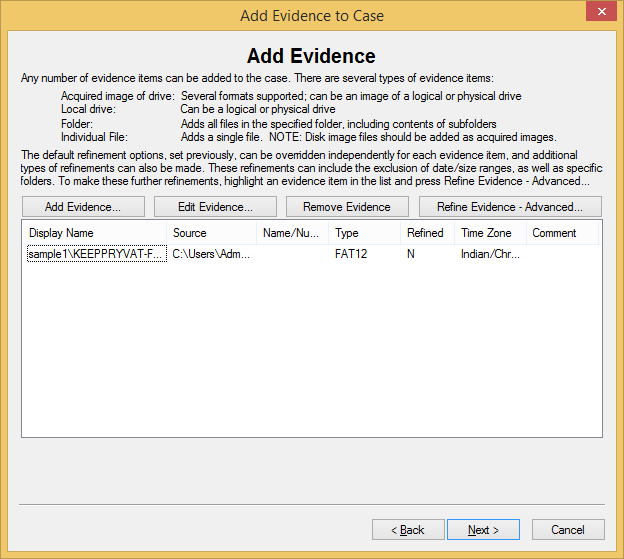 Add Evidence to Case
Add Evidence
Any number of evidence items can be added to the case. There are several types of evidence items:
Acquired image of drive: Several formats supported; can be an image of a logical or physical drive
Local drive: Can be a logical or physical drive
Folder: Adds all files in the specified folder, including contents of subfolders
Individual File: Adds a single file. NOTE: Disk image files should be added as acquired images.
The default refinement options, set previously, can be overridden independently for each evidence item, and additional
types of refinements can also be made. These refinements can include the exclusion of date/size ranges, as well as specific
folders. To make these further refinements, highlight an evidence item in the list and press Refine Evidence - Advanced...
Add Evidence... Edit Evidence... Remove Evidence Refine Evidence - Advanced...
Display Name Source Name/Nu... Type Refined Time Zone Comment
sample1\KEEPPRYVAT-F... C:\Users\Adm... FAT12 N Indian/Chr...
< Back Next > Cancel